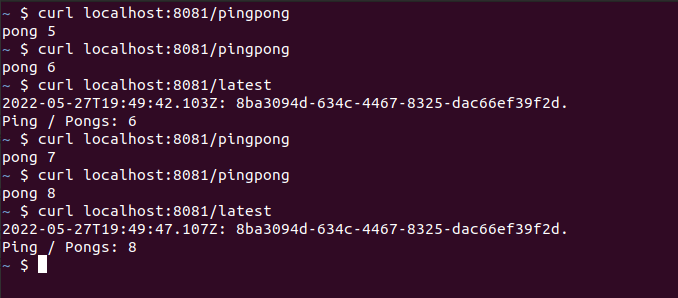 ~ $ curl localhost:8081/pingpong
pong 5
~ $ curl localhost:8081/pingpong
pong 6
~ $ curl localhost:8081/latest
2022-05-27T19:49:42.103Z: 8ba3094d-634c-4467-8325-dac66ef39f2d.
Ping / Pongs: 6
~ $ curl localhost:8081/pingpong
pong 7
~ $ curl localhost:8081/pingpong
pong 8
~ $ curl localhost:8081/latest
2022-05-27T19:49:47.107Z: 8ba3094d-634c-4467-8325-dac66ef39f2d.
Ping / Pongs: 8
~ $